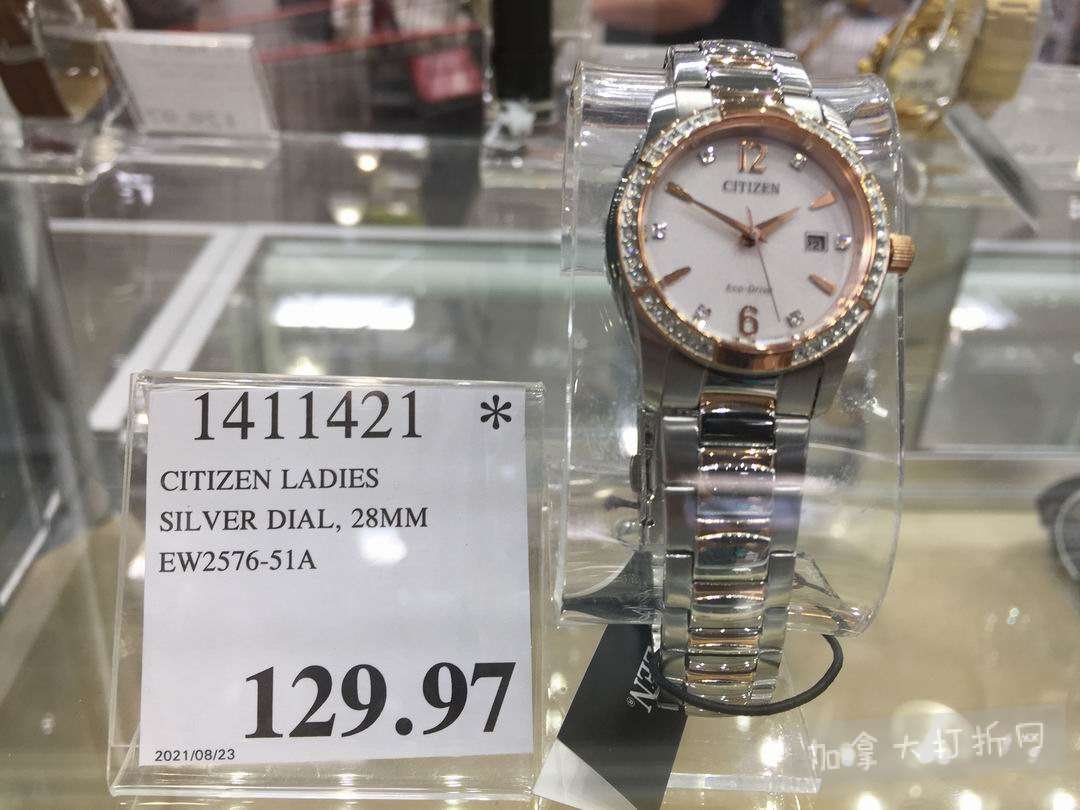 12
CITIZEN
Eco-Drive
6
1411421 *
CITIZEN LADIES
SILVER DIAL, 28MM
EW2576-51A
129.97
2021/08/23
加拿大打折网